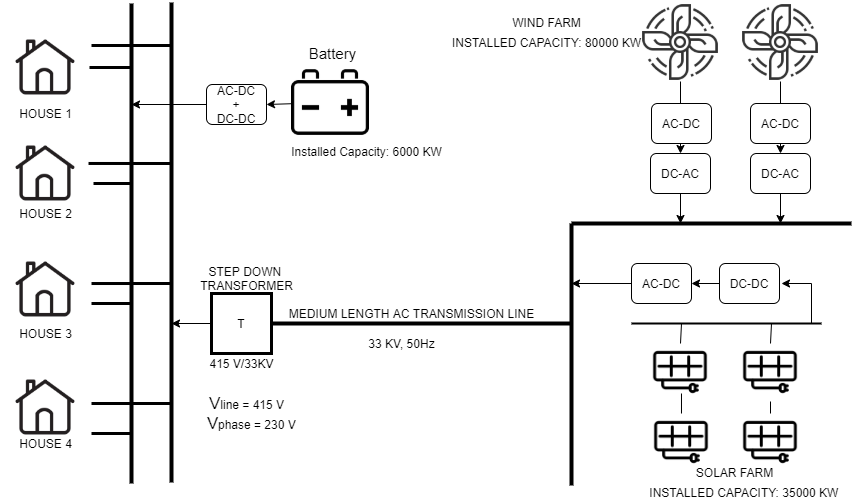 WIND FARM
INSTALLED CAPACITY: 80000 KW
Battery
AC-DC
+
DC-DC
HOUSE 1
AC-DC
AC-DC
Installed Capacity: 6000 KW
DC-AC
DC-AC
HOUSE 2
STEP DOWN
TRANSFORMER
AC-DC
DC-DC
T
MEDIUM LENGTH AC TRANSMISSION LINE
HOUSE 3
33 KV, 50Hz
415 V/33KV
Vline = 415 V
Vphase = 230 V
HOUSE 4
SOLAR FARM
INSTALLED CAPACITY: 35000 KW